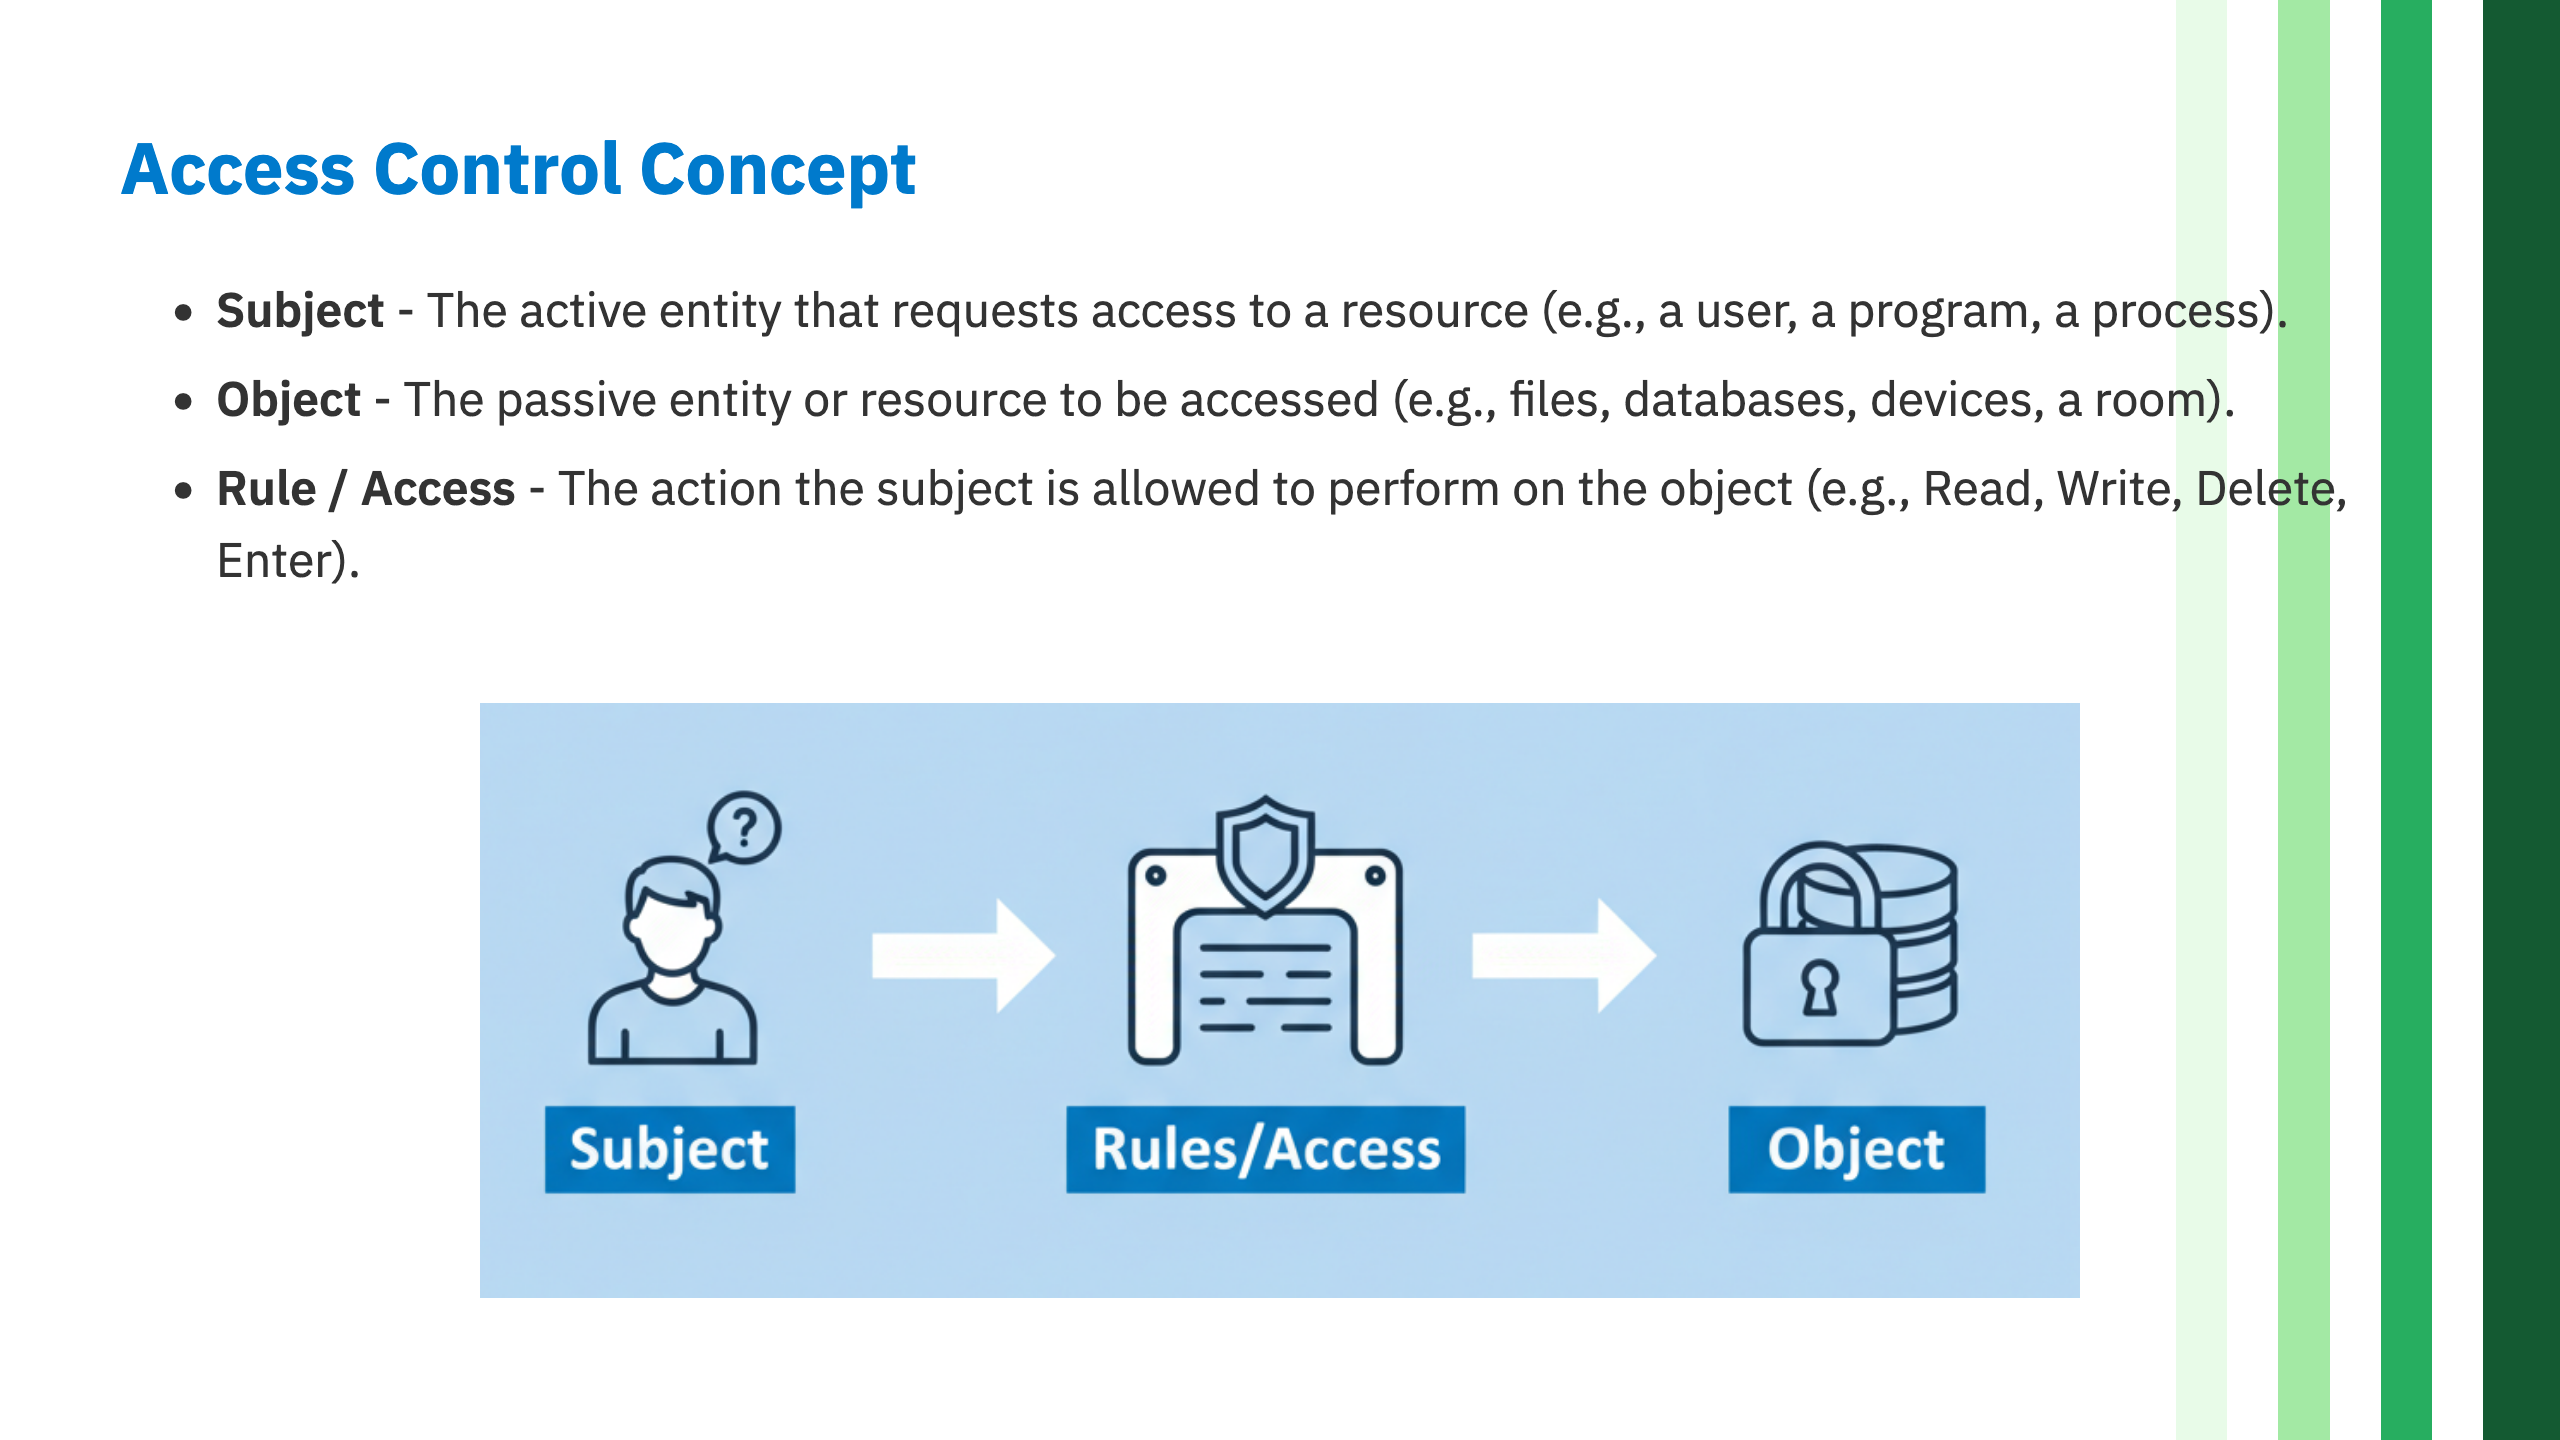 Access Control Concept
• Subject - The active entity that requests access to a resource (e.g., a user, a program, a process).
• Object - The passive entity or resource to be accessed (e.g., files, databases, devices, a room).
• Rule / Access - The action the subject is allowed to perform on the object (e.g., Read, Write, Delete,
Enter).
?
Subject
Rules/Access
Object